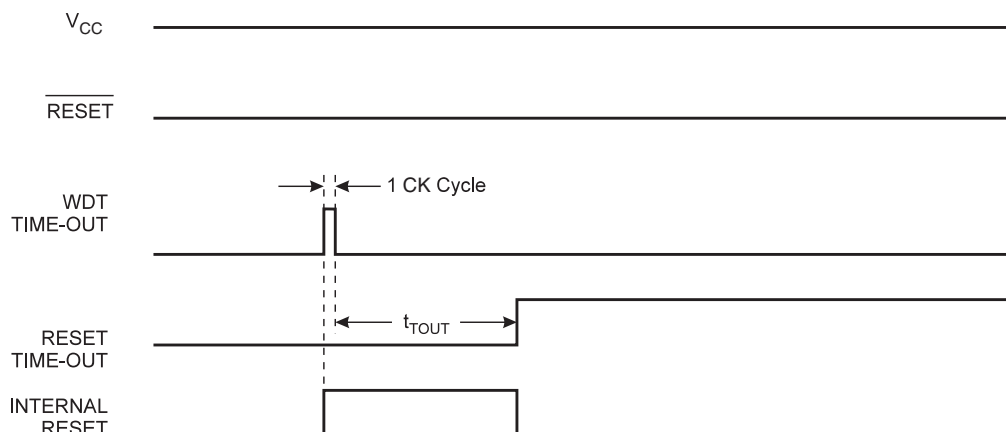 VCC
RESET
1 CK Cycle
WDT
TIME-OUT
tTOUT
RESET
TIME-OUT
INTERNAL
RESET